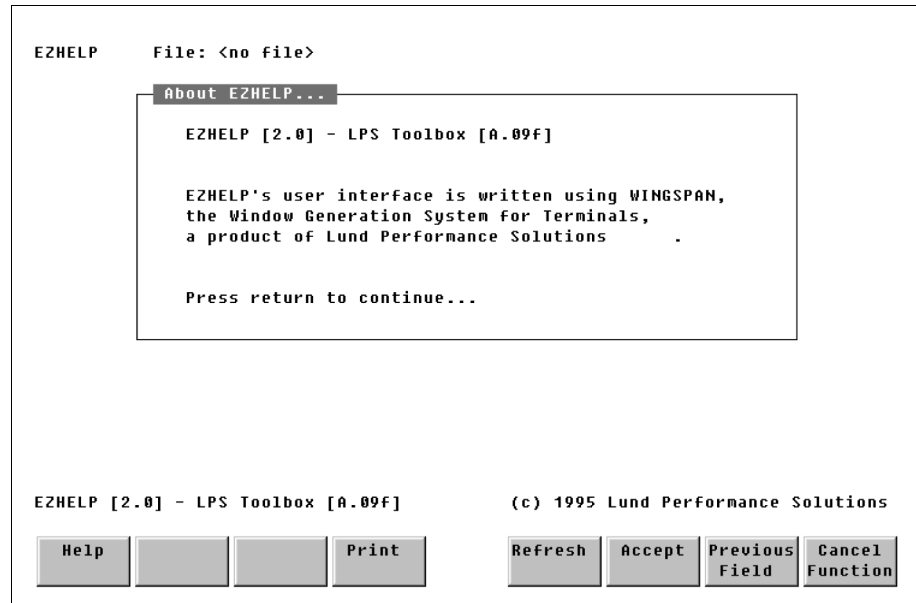 EZHELP File: <no file>
About EZHELP...
EZHELP [2.0] - LPS Toolbox [A.09f]
EZHELP's user interface is written using WINGSPAN,
the Window Generation System for Terminals,
a product of Lund Performance Solutions .
Press return to continue...
EZHELP [2.0] - LPS Toolbox [A.09f] (c) 1995 Lund Performance Solutions
Help Print Refresh Accept Previous Cancel
Field Function